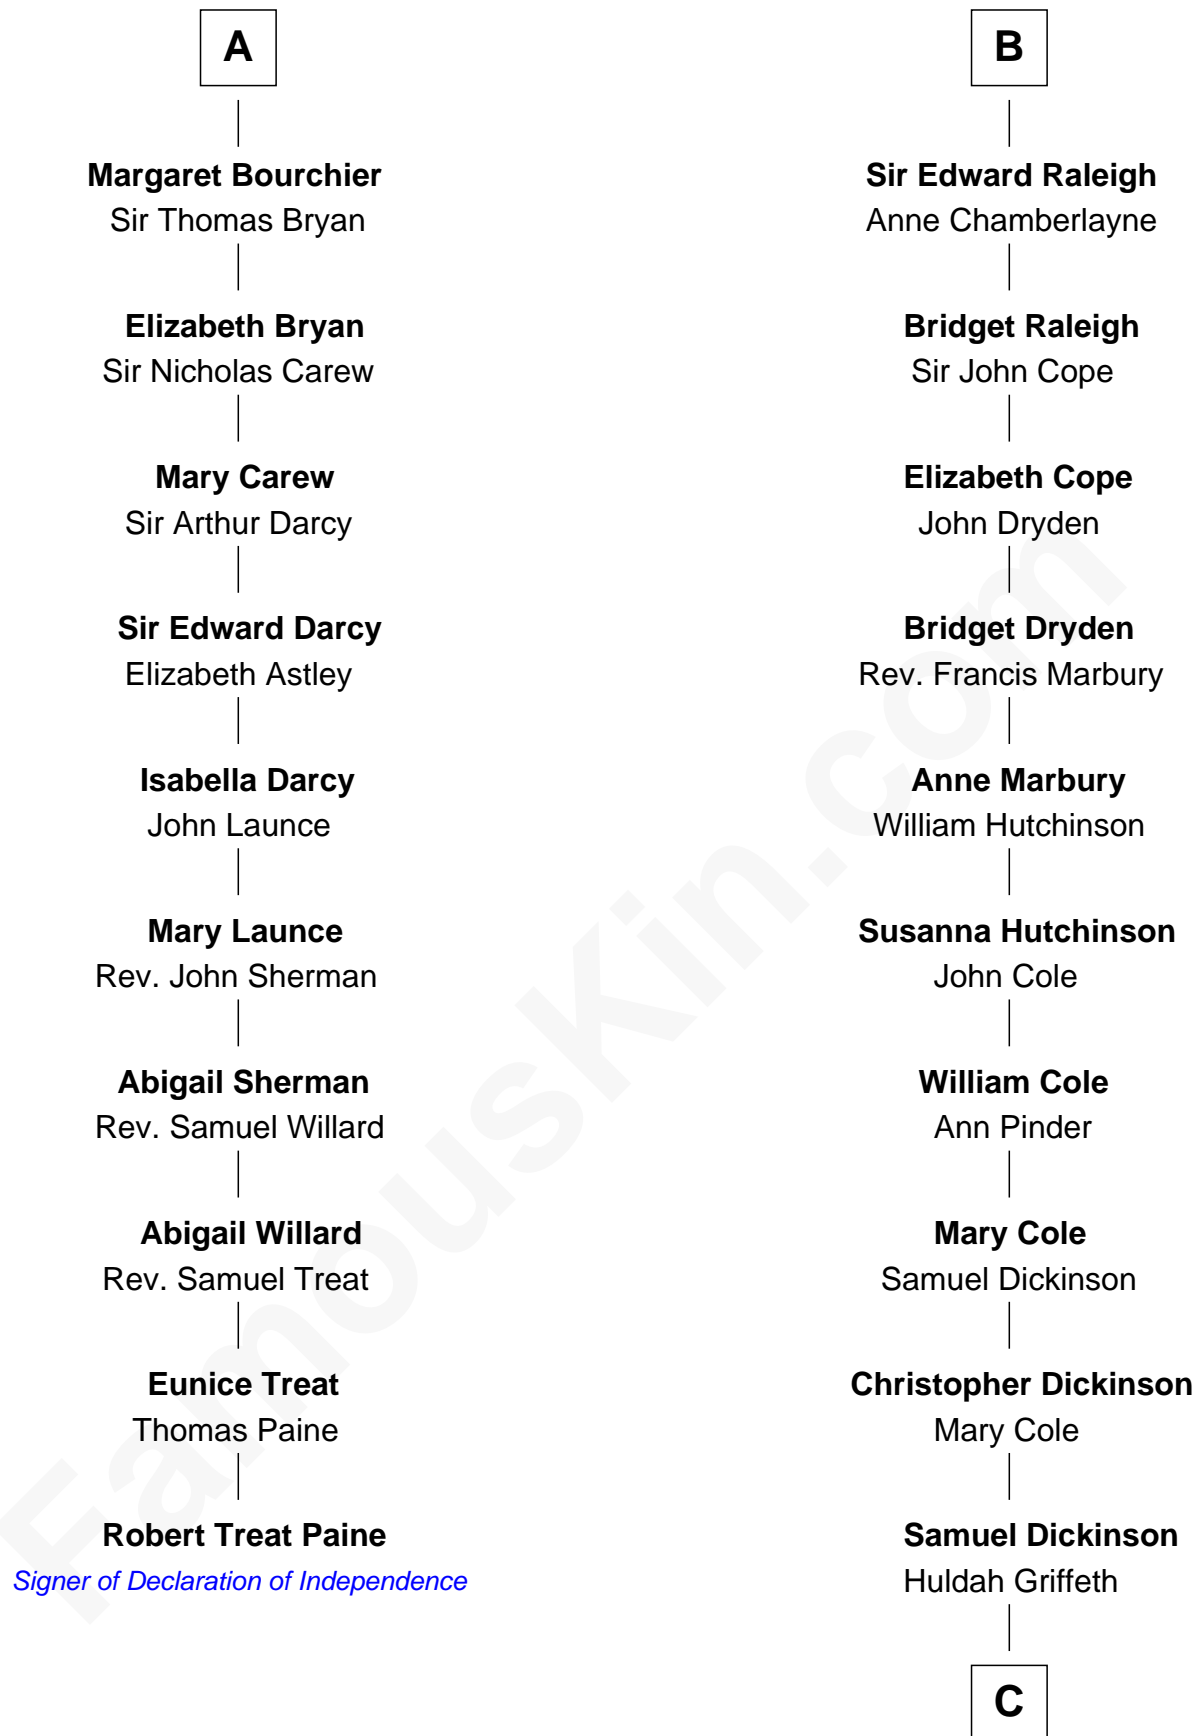 A
Margaret Bourchier
Sir Thomas Bryan
Elizabeth Bryan
Sir Nicholas Carew
Mary Carew
Sir Arthur Darcy
Sir Edward Darcy
Elizabeth Astley
Isabella Darcy
John Launce
Mary Launce
Rev. John Sherman
Abigail Sherman
Rev. Samuel Willard
Abigail Willard
Rev. Samuel Treat
Eunice Treat
Thomas Paine
Robert Treat Paine
Signer of Declaration of Independence
B
Sir Edward Raleigh
Anne Chamberlayne
Bridget Raleigh
Sir John Cope
Elizabeth Cope
John Dryden
Bridget Dryden
Rev. Francis Marbury
Anne Marbury
William Hutchinson
Susanna Hutchinson
John Cole
William Cole
Ann Pinder
Mary Cole
Samuel Dickinson
Christopher Dickinson
Mary Cole
Samuel Dickinson
Huldah Griffeth
C
FamousKin.com